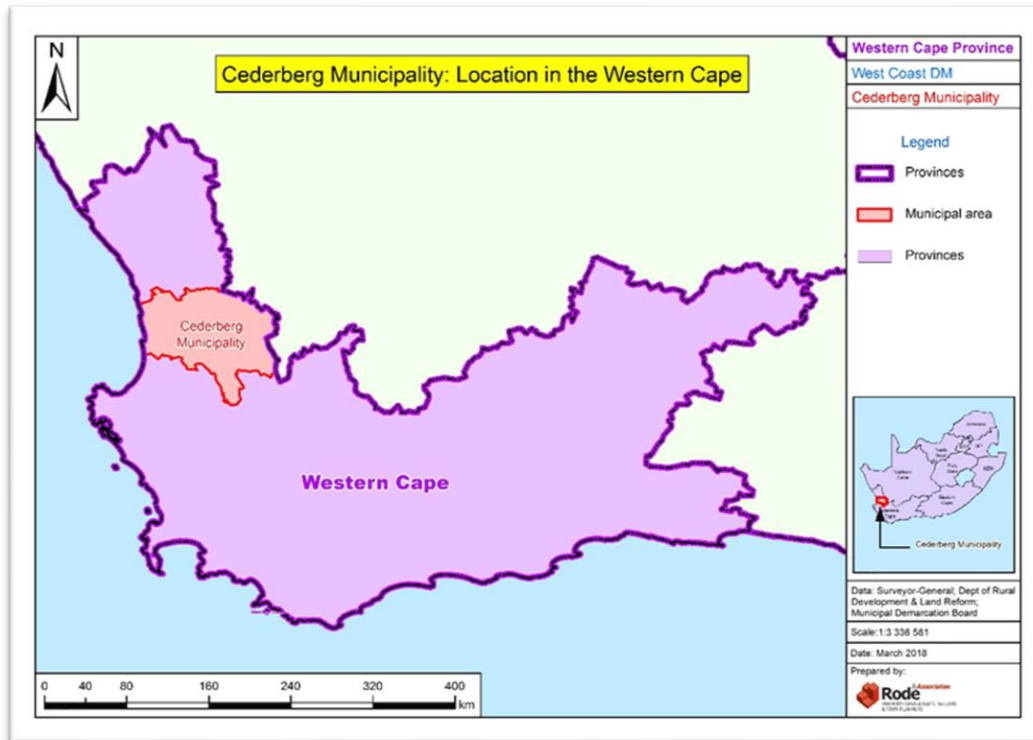 N
Cederberg Municipality: Location in the Western Cape
Cederberg
Municipality
Western Cape
0 40 80 160 240 320 400
km
Western Cape Province
West Coast DM
Cederberg Municipality
Legend
Provinces
Municipal area
Provinces
Cederberg Municipality
Data: Surveyor-General; Dept of Rural
Development & Land Reform;
Municipal Demarcation Board
Scale:1:3 336 561
Date: March 2018
Prepared by:
Rode & Associates